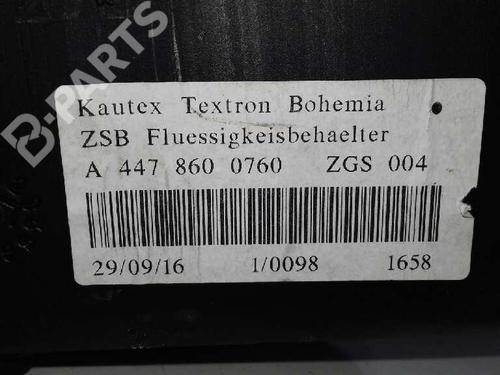 B-PARTS
Kautex Textron Bohemia
ZSB Fluessigkeisbehaelter
A 447 860 0760 ZGS 004
29/09/16 1/0098 1658